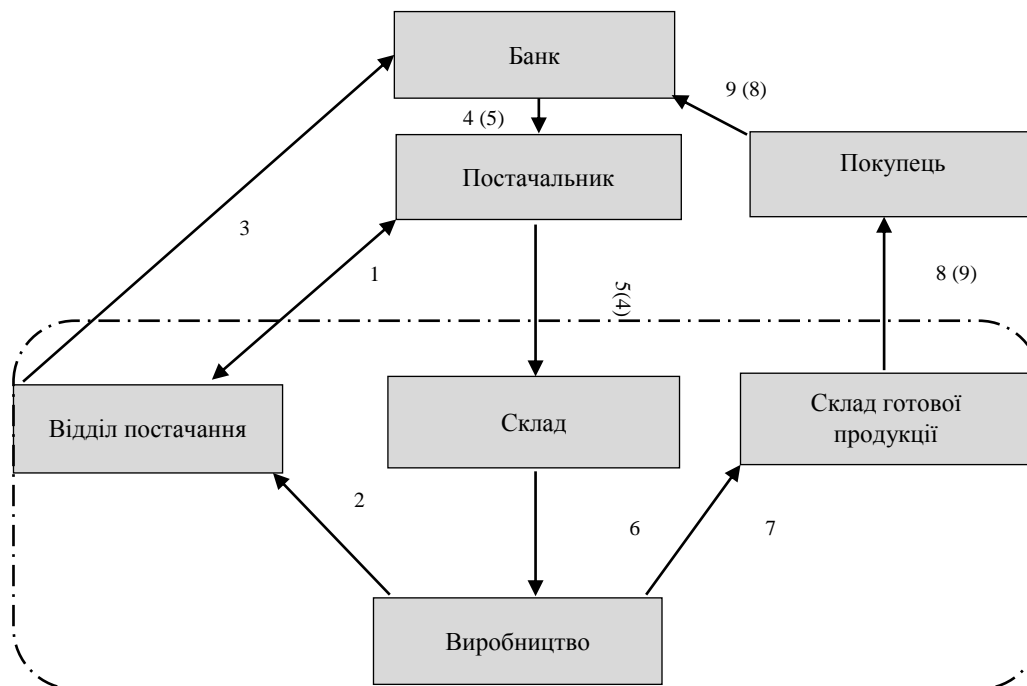 Банк
9 (8)
4 (5)
Постачальник
Покупець
3
1
5(4)
8 (9)
Відділ постачання
Склад
Склад готової
продукції
2
6
7
Виробництво